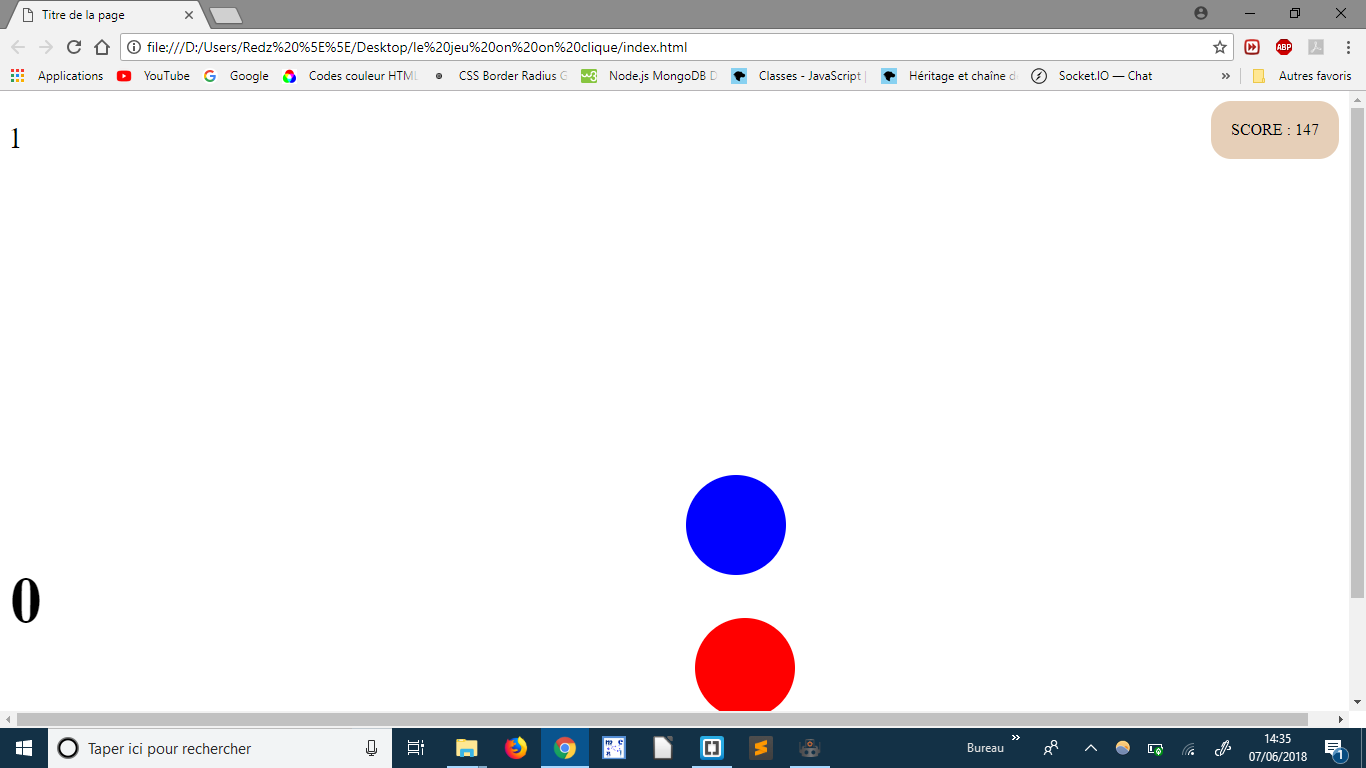 Titre de la page
file:///D:/Users/Redz%20%5E%5E/Desktop/le%20jeu%20on%20on%20clique/index.html
ABP
Applications YouTube Google Codes couleur HTML CSS Border Radius G Node.js MongoDB D Classes - JavaScript | Héritage et chaîne d Socket.IO — Chat » Autres favoris
1
SCORE : 147
0
Taper ici pour rechercher
Bureau »
14:35
07/06/2018
1